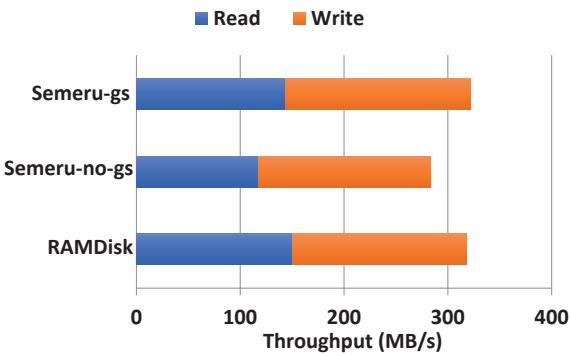 Read Write
Semeru-gs
Semeru-no-gs
RAMDisk
0 100 200 300 400
Throughput (MB/s)